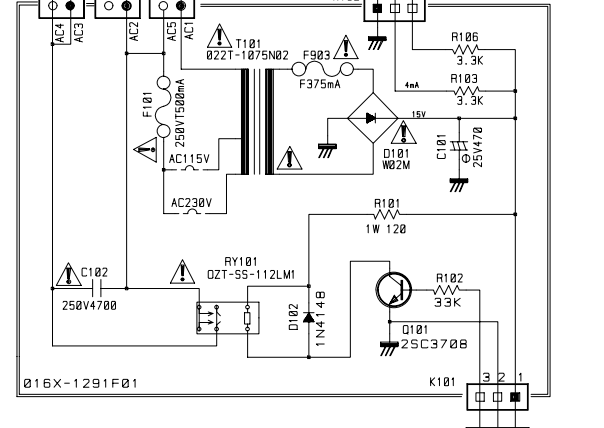 AC4
AC3
AC2
AC5
AC1
T101
022T-1075N02
F903
F375mA
R106
3.3K
R103
3.3K
4mA
15V
F101
250VT500mA
D101
W02M
C101
25V470
AC115V
AC230V
R101
1W 120
C102
250V4700
RY101
OZT-SS-112LM1
D102
1N4148
R102
33K
Q101
2SC3708
016X-1291F01
K101
3 2 1